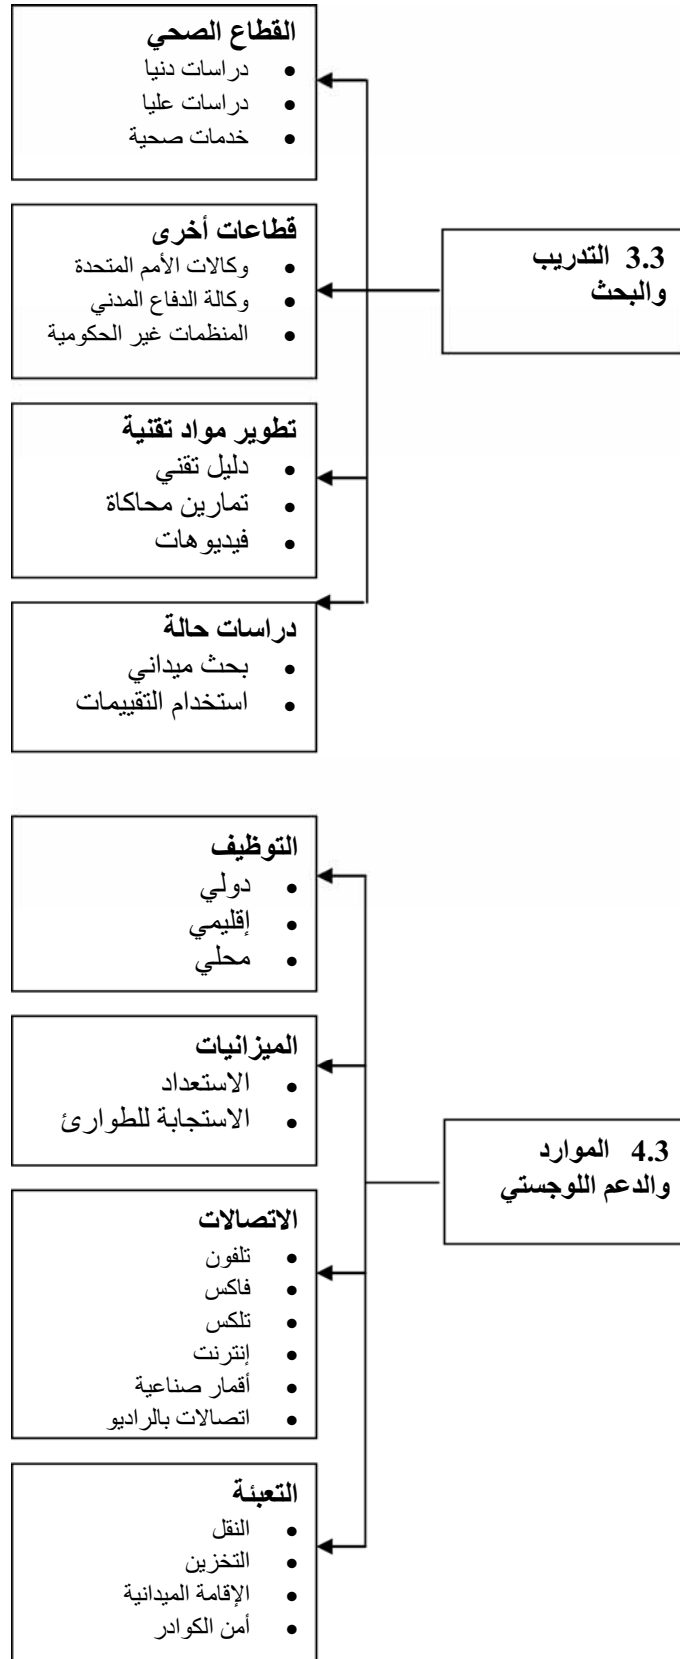 3.3 التدريب
والبحث
القطاع الصحي
• دراسات دنيا
• دراسات عليا
• خدمات صحية
قطاعات أخرى
• وكالات الأمم المتحدة
• وكالة الدفاع المدني
• المنظمات غير الحكومية
تطوير مواد تقنية
• دليل تقني
• تمارين محاكاة
• فيديوهات
دراسات حالة
• بحث ميداني
• استخدام التقييمات
4.3 الموارد
والدعم اللوجستي
التوظيف
• دولي
• إقليمي
• محلي
الميزانيات
• الاستعداد
• الاستجابة للطوارئ
الاتصالات
• تلفون
• فاكس
• تلكس
• إنترنت
• أقمار صناعية
• اتصالات بالراديو
التعبئة
• النقل
• التخزين
• الإقامة الميدانية
• أمن الكوادر